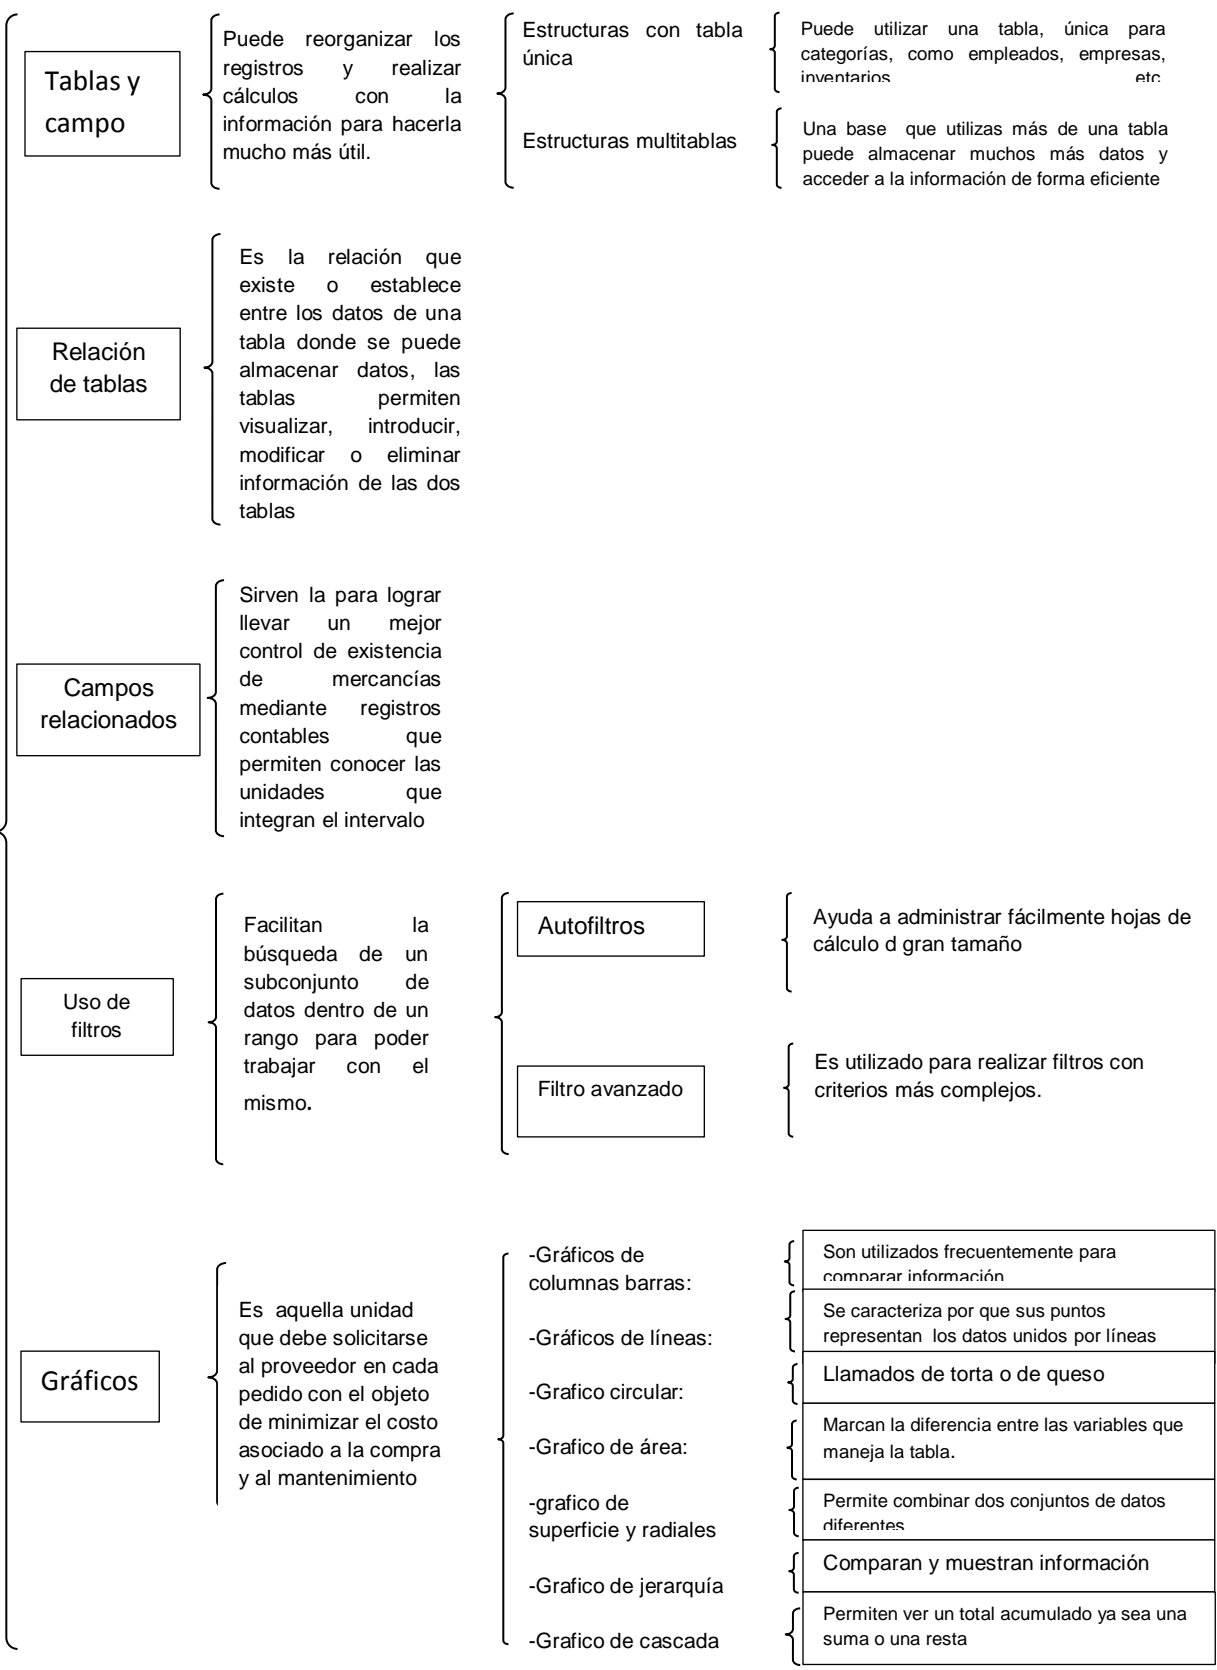 Tablas y
campo
Puede reorganizar los
registros y realizar
cálculos con la
información para hacerla
mucho más útil.
Estructuras con tabla
única
Puede utilizar una tabla, única para
categorías, como empleados, empresas,
inventarios etc
Estructuras multitablas
Una base que utilizas más de una tabla
puede almacenar muchos más datos y
acceder a la información de forma eficiente
Relación
de tablas
Es la relación que
existe o establece
entre los datos de una
tabla donde se puede
almacenar datos, las
tablas permiten
visualizar, introducir,
modificar o eliminar
información de las dos
tablas
Campos
relacionados
Sirven la para lograr
llevar un mejor
control de existencia
de mercancías
mediante registros
contables que
permiten conocer las
unidades que
integran el intervalo
Uso de
filtros
Facilitan la
búsqueda de un
subconjunto de
datos dentro de un
rango para poder
trabajar con el
mismo.
Autofiltros
Ayuda a administrar fácilmente hojas de
cálculo d gran tamaño
Filtro avanzado
Es utilizado para realizar filtros con
criterios más complejos.
Gráficos
Es aquella unidad
que debe solicitarse
al proveedor en cada
pedido con el objeto
de minimizar el costo
asociado a la compra
y al mantenimiento
-Gráficos de
columnas barras:
Son utilizados frecuentemente para
comparar información
-Gráficos de líneas:
Se caracteriza por que sus puntos
representan los datos unidos por líneas
-Grafico circular:
Llamados de torta o de queso
-Grafico de área:
Marcan la diferencia entre las variables que
maneja la tabla.
-grafico de
superficie y radiales
Permite combinar dos conjuntos de datos
diferentes
-Grafico de jerarquía
Comparan y muestran información
-Grafico de cascada
Permiten ver un total acumulado ya sea una
suma o una resta